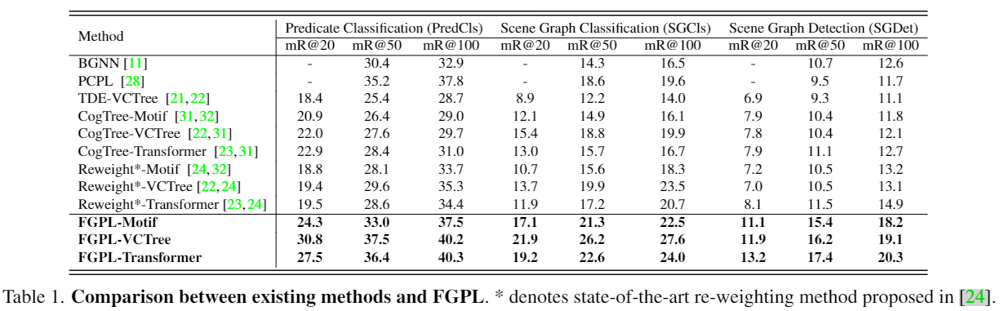 Method Predicate Classification (PredCls) Scene Graph Classification (SGCls) Scene Graph Detection (SGDet)
mR@20 mR@50 mR@100 mR@20 mR@50 mR@100 mR@20 mR@50 mR@100
BGNN [11] - 30.4 32.9 - 14.3 16.5 - 10.7 12.6
PCPL [28] - 35.2 37.8 - 18.6 19.6 - 9.5 11.7
TDE-VCTree [21,22] 18.4 25.4 28.7 8.9 12.2 14.0 6.9 9.3 11.1
CogTree-Motif [31,32] 20.9 26.4 29.0 12.1 14.9 16.1 7.9 10.4 11.8
CogTree-VCTree [22,31] 22.0 27.6 29.7 15.4 18.8 19.9 7.8 10.4 12.1
CogTree-Transformer [23,31] 22.9 28.4 31.0 13.0 15.7 16.7 7.9 11.1 12.7
Reweight*-Motif [24,32] 18.8 28.1 33.7 10.7 15.6 18.3 7.2 10.5 13.2
Reweight*-VCTree [22,24] 19.4 29.6 35.3 13.7 19.9 23.5 7.0 10.5 13.1
Reweight*-Transformer [23,24] 19.5 28.6 34.4 11.9 17.2 20.7 8.1 11.5 14.9
FGPL-Motif 24.3 33.0 37.5 17.1 21.3 22.5 11.1 15.4 18.2
FGPL-VCTree 30.8 37.5 40.2 21.9 26.2 27.6 11.9 16.2 19.1
FGPL-Transformer 27.5 36.4 40.3 19.2 22.6 24.0 13.2 17.4 20.3
Table 1. Comparison between existing methods and FGPL. * denotes state-of-the-art re-weighting method proposed in [24].